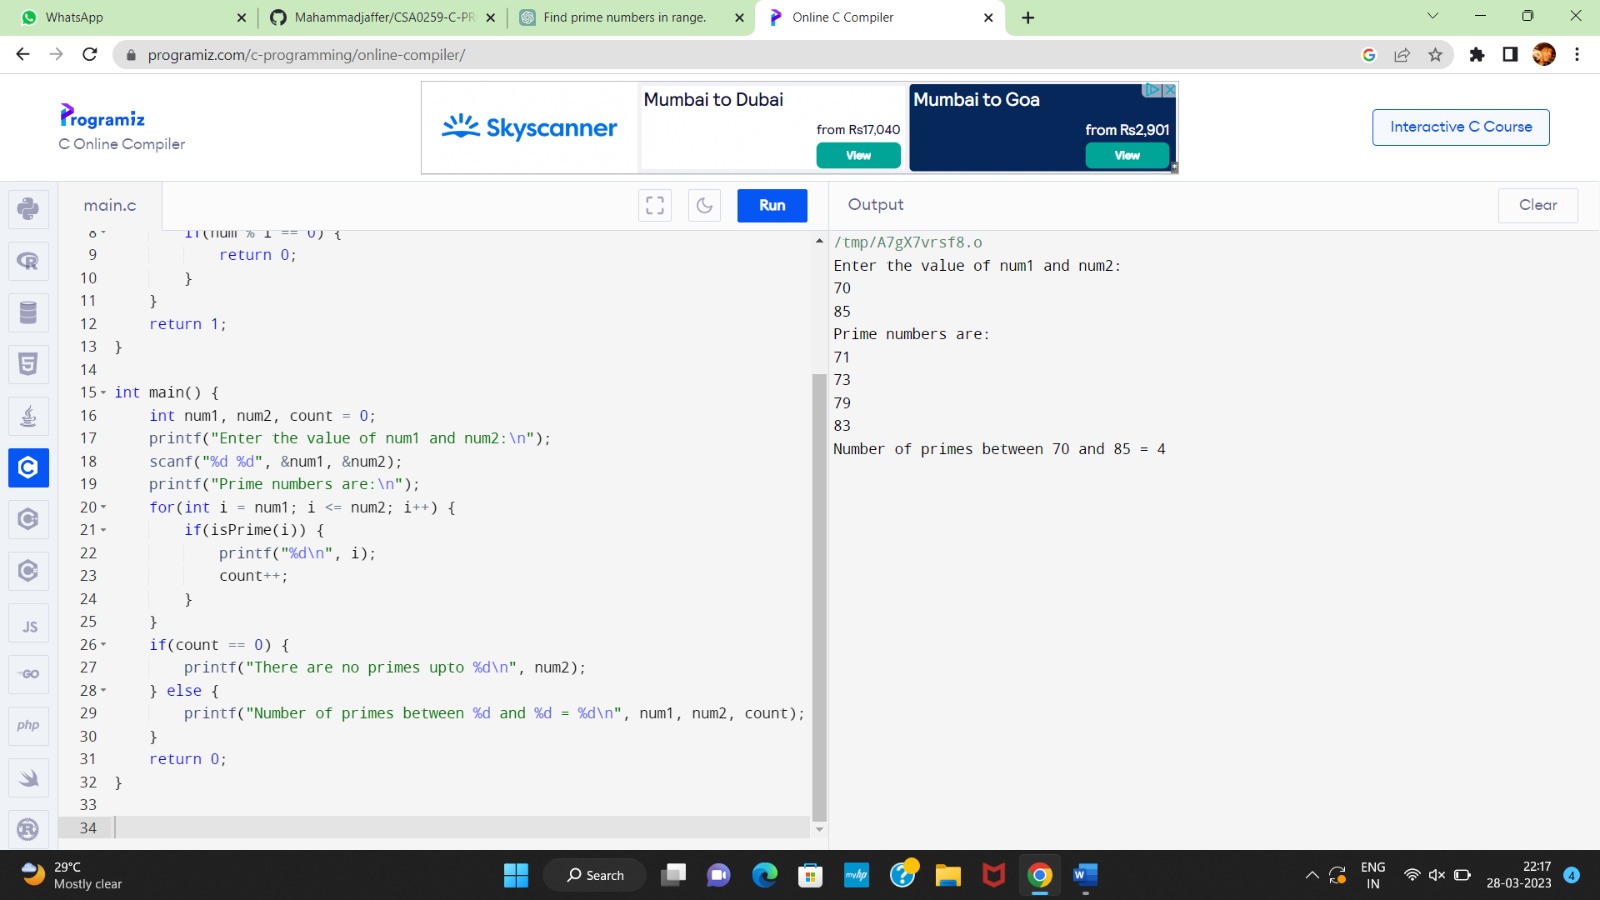 WhatsApp
Mahammadjaffer/CSA0259-C-PR
Find prime numbers in range.
Online C Compiler
programiz.com/c-programming/online-compiler/
Programiz
C Online Compiler
Skyscanner
Mumbai to Dubai
from Rs17,040
View
Mumbai to Goa
from Rs2,901
View
Interactive C Course
main.c
Run
Output
Clear
8 if(num % i == 0) {
9 return 0;
10 }
11 }
12 return 1;
13 }
14
15 int main() {
16 int num1, num2, count = 0;
17 printf("Enter the value of num1 and num2:\n");
18 scanf("%d %d", &num1, &num2);
19 printf("Prime numbers are:\n");
20 for(int i = num1; i <= num2; i++) {
21 if(isPrime(i)) {
22 printf("%d\n", i);
23 count++;
24 }
25 }
26 if(count == 0) {
27 printf("There are no primes upto %d\n", num2);
28 } else {
29 printf("Number of primes between %d and %d = %d\n", num1, num2, count);
30 }
31 return 0;
32 }
33
34
/tmp/A7gX7vrsf8.o
Enter the value of num1 and num2:
70
85
Prime numbers are:
71
73
79
83
Number of primes between 70 and 85 = 4
JS
GO
php
29°C
Mostly clear
Search
myhp
ENG
IN
22:17
28-03-2023
4